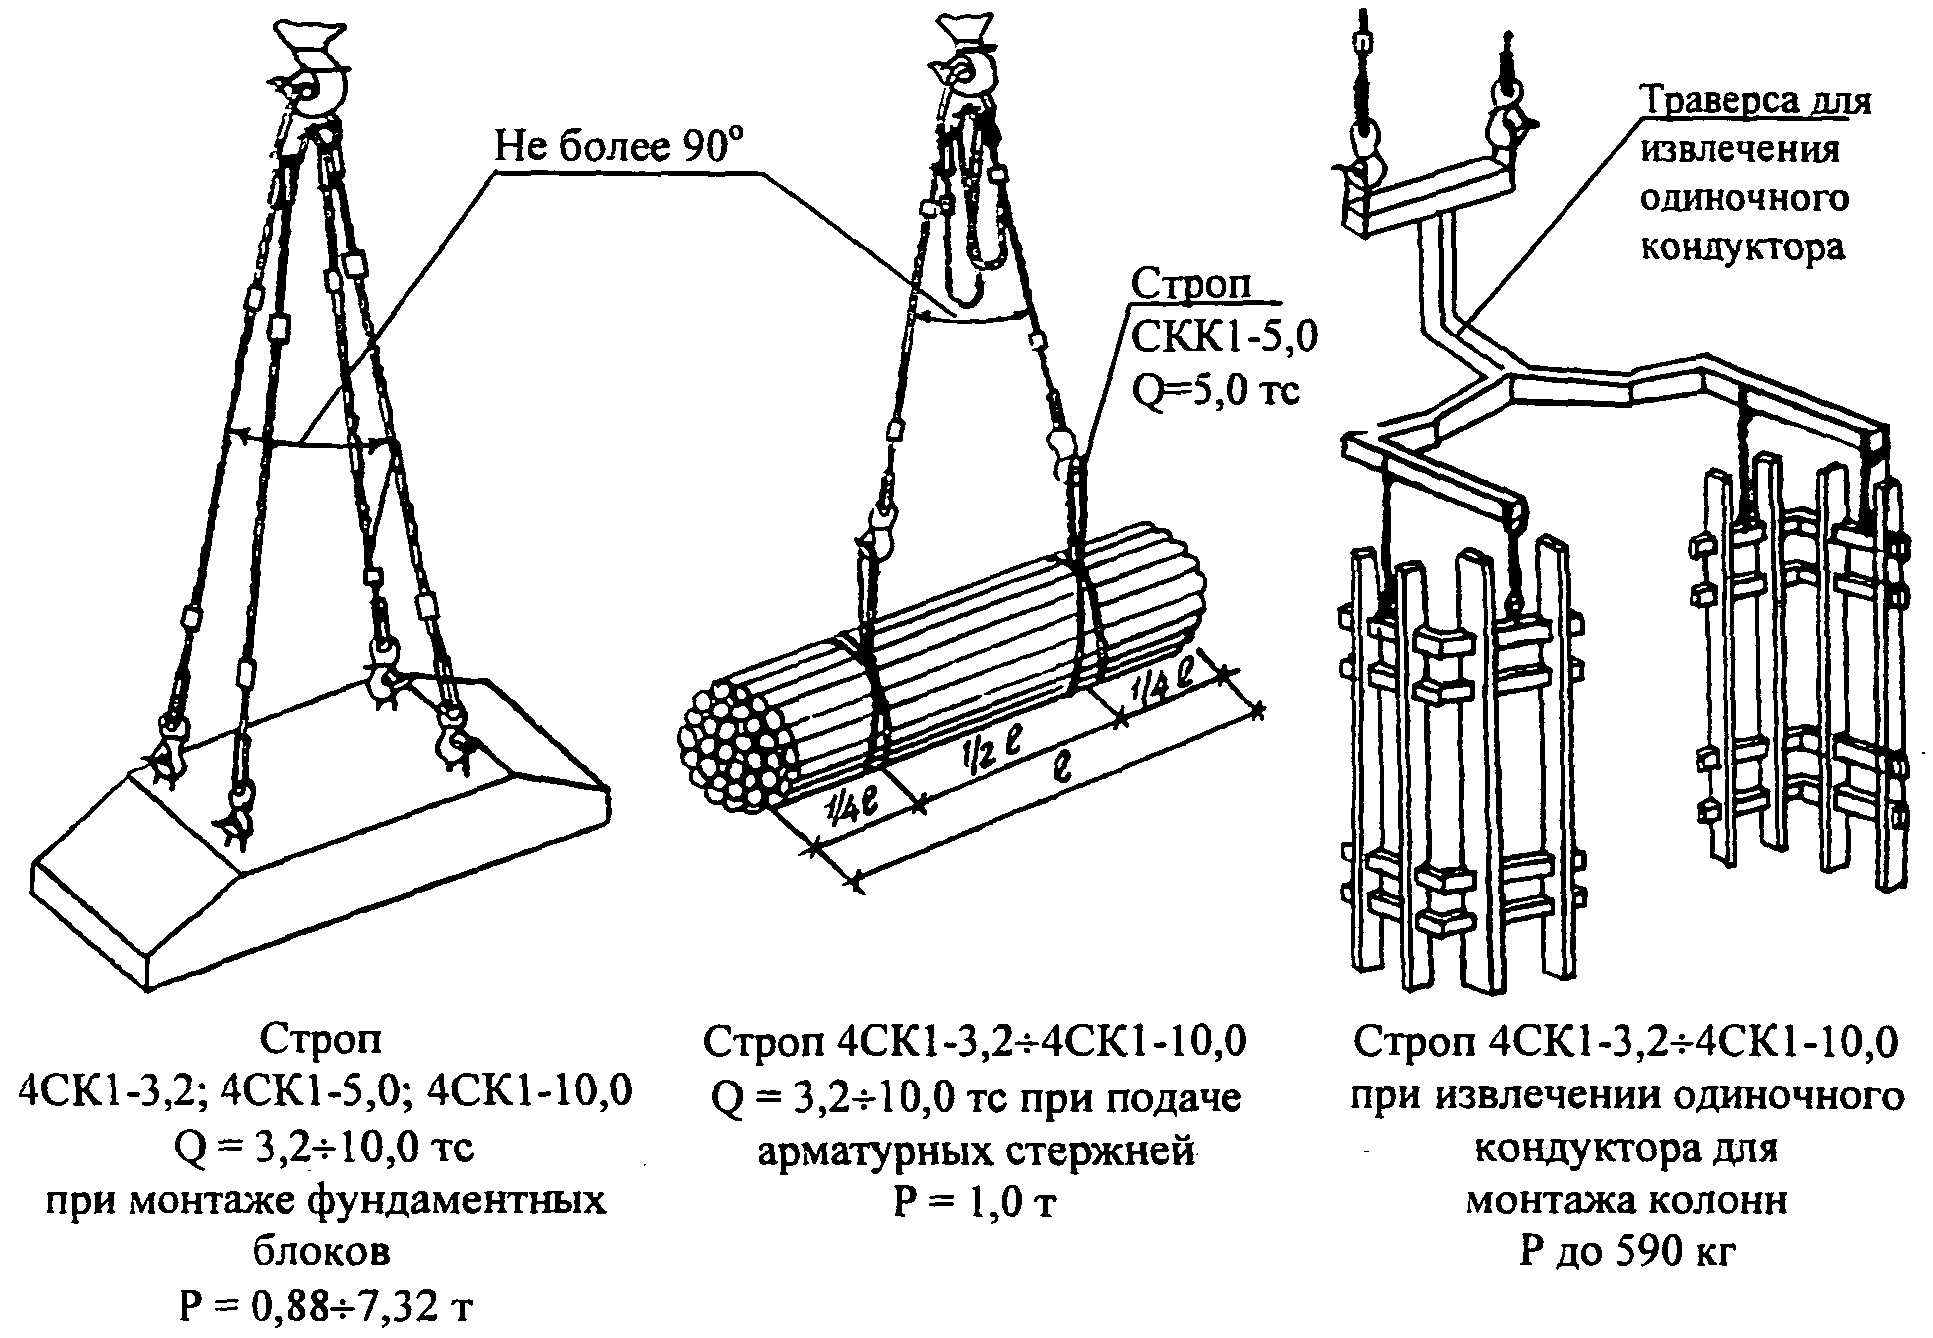 Не более 90°
Строп
СКК1-5,0
Q=5,0 тс
Траверса для
извлечения
одиночного
кондуктора
1/4 ℓ
1/2 ℓ
1/4 ℓ
ℓ
Строп
4СК1-3,2; 4СК1-5,0; 4СК1-10,0
Q = 3,2÷10,0 тс
при монтаже фундаментных
блоков
P = 0,88÷7,32 т
Строп 4СК1-3,2÷4СК1-10,0
Q = 3,2÷10,0 тс при подаче
арматурных стержней
P = 1,0 т
Строп 4СК1-3,2÷4СК1-10,0
при извлечении одиночного
кондуктора для
монтажа колонн
P до 590 кг